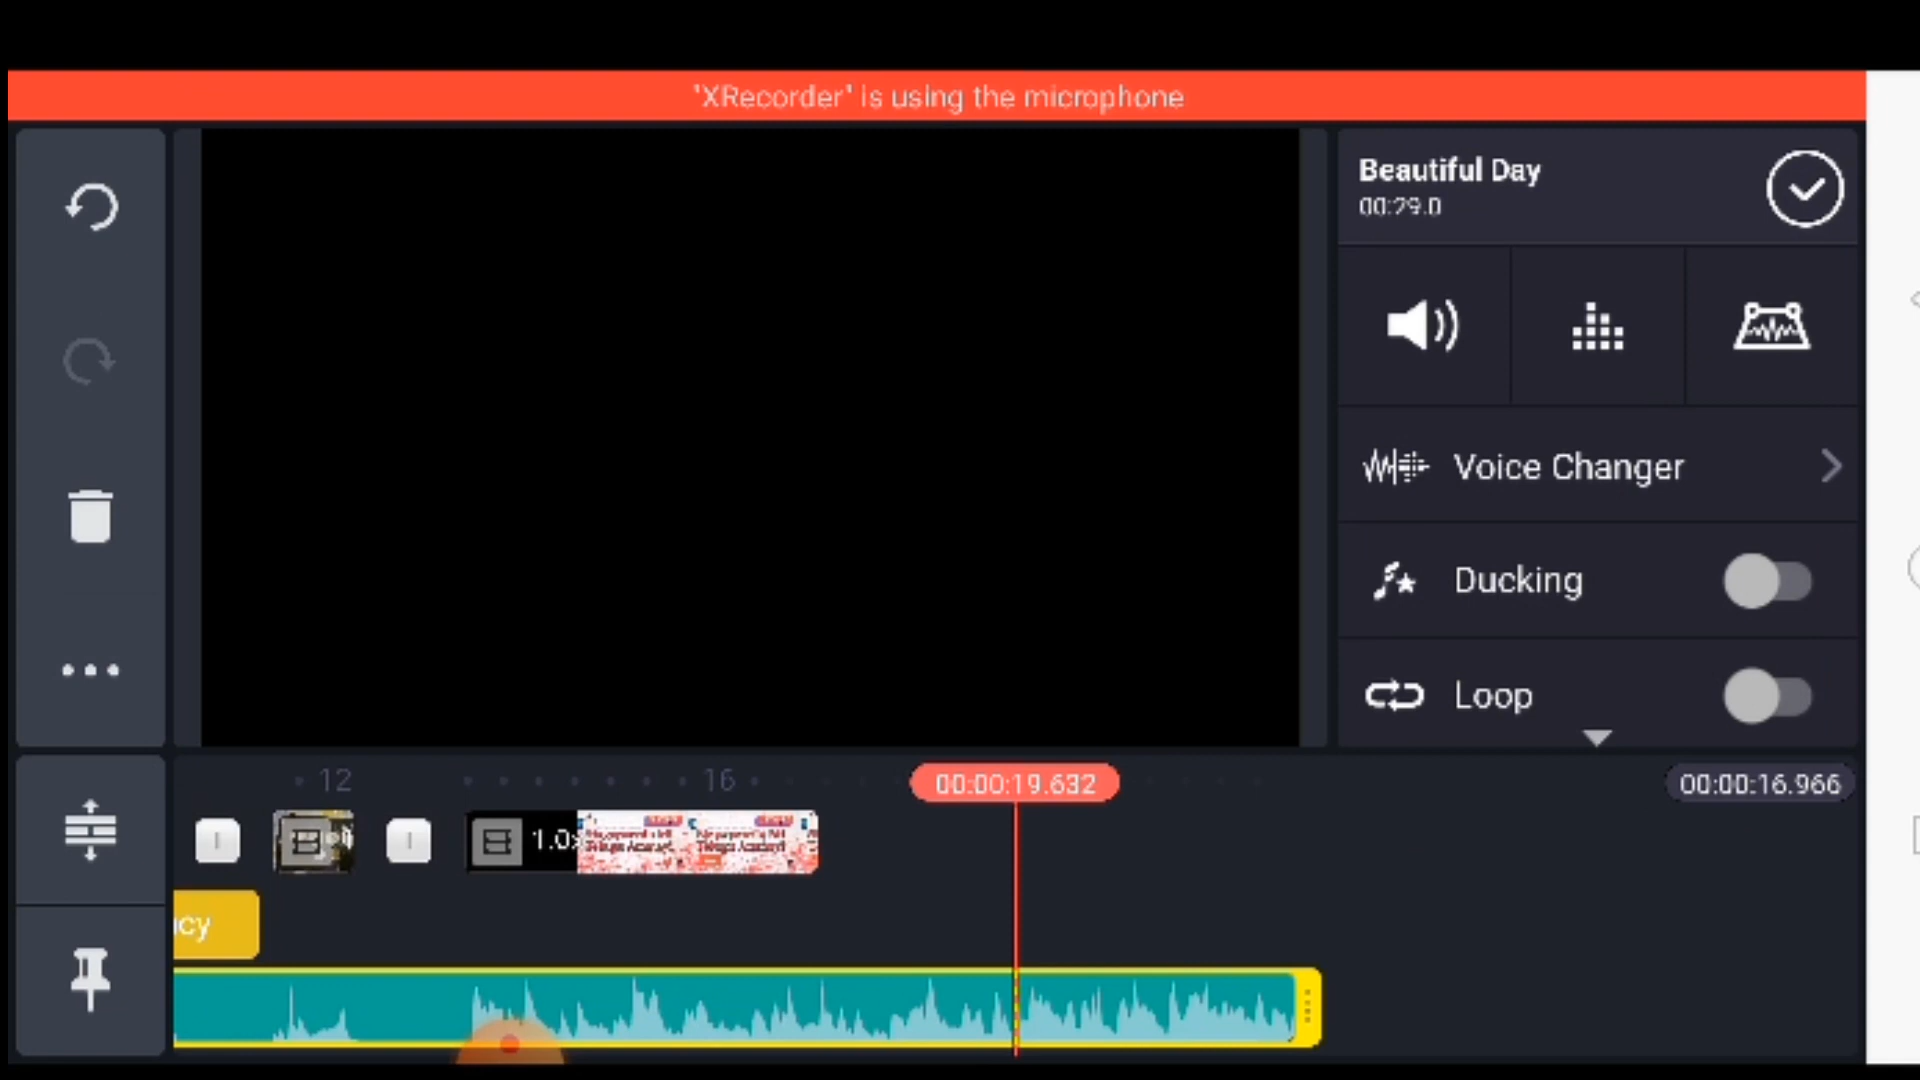 'XRecorder' is using the microphone
Beautiful Day
00:29.0
Voice Changer
Ducking
Loop
12
16
00:00:19.632
00:00:16.966
1.0x
cy